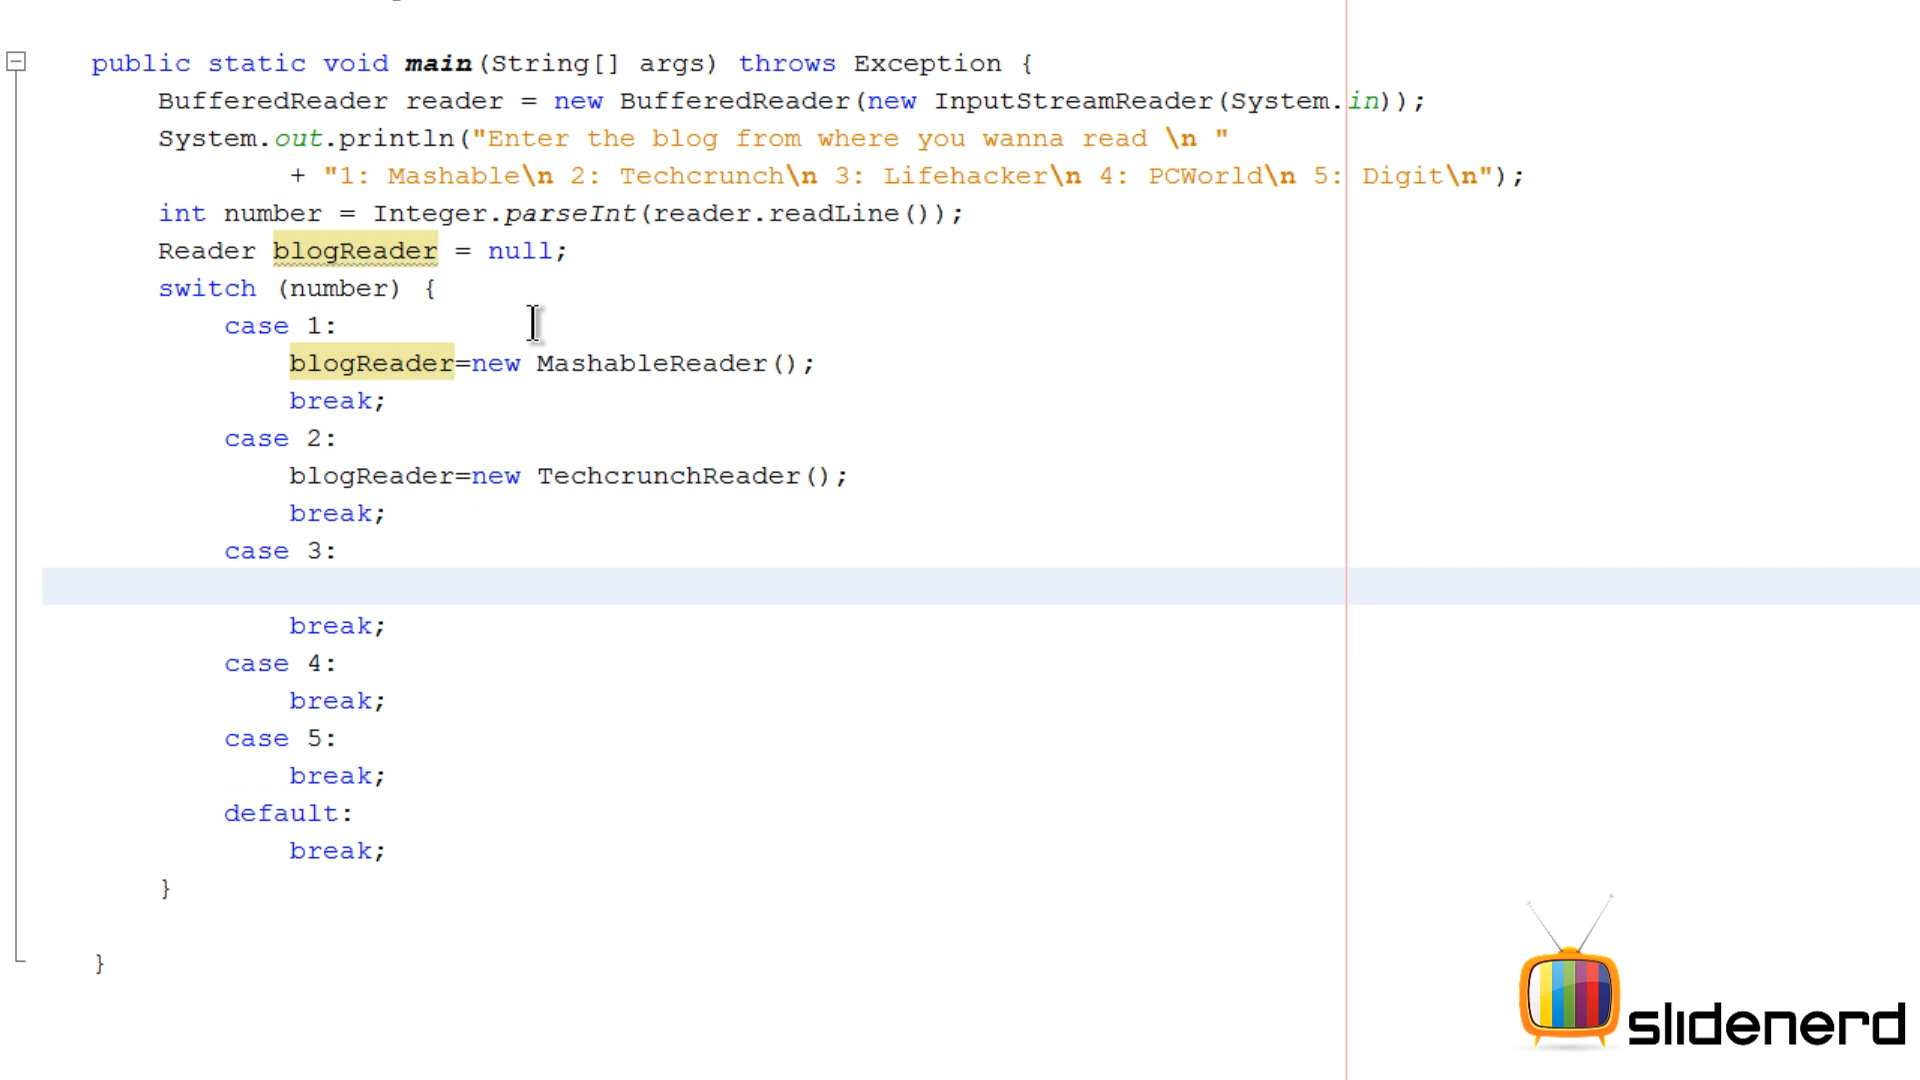 public static void main(String[] args) throws Exception {
BufferedReader reader = new BufferedReader(new InputStreamReader(System.in));
System.out.println("Enter the blog from where you wanna read \n "
+ "1: Mashable\n 2: Techcrunch\n 3: Lifehacker\n 4: PCWorld\n 5: Digit\n");
int number = Integer.parseInt(reader.readLine());
Reader blogReader = null;
switch (number) {
case 1:
blogReader=new MashableReader();
break;
case 2:
blogReader=new TechcrunchReader();
break;
case 3:
break;
case 4:
break;
case 5:
break;
default:
break;
}
}
slidenerd